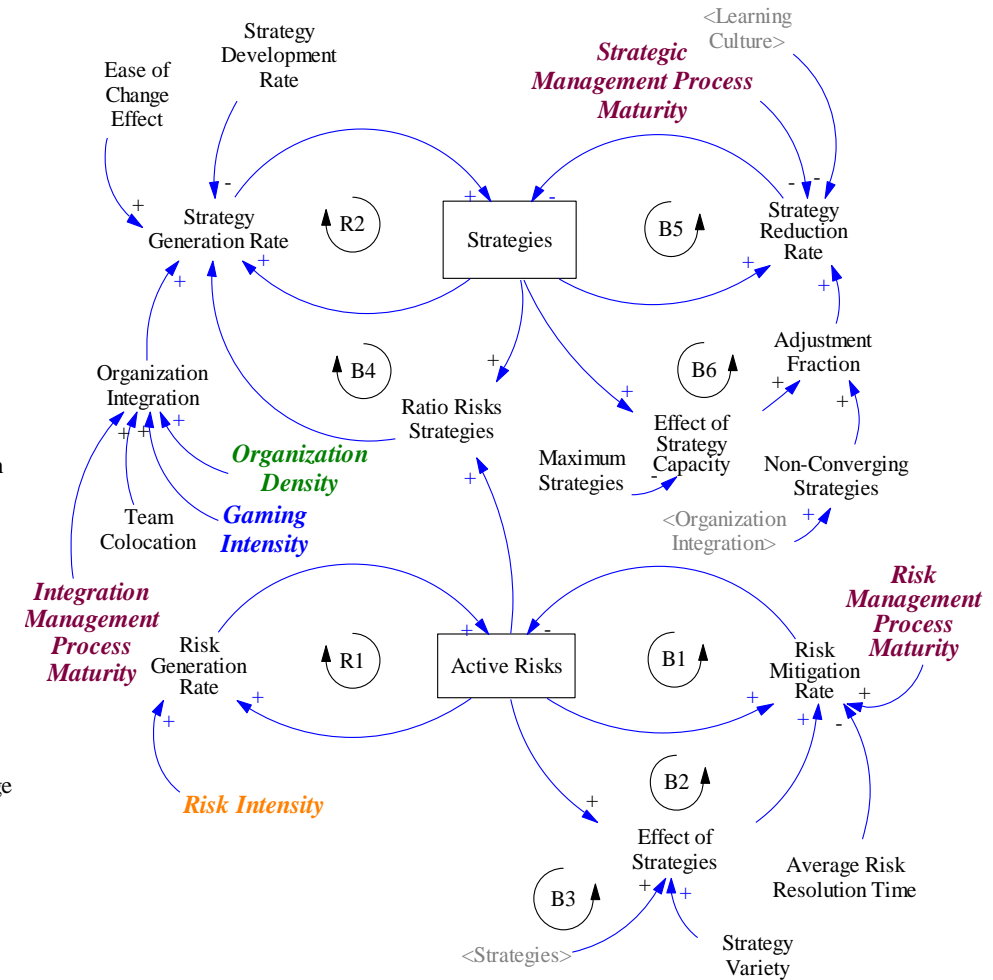 <Learning
Culture>
Strategy
Development
Rate
Strategic
Management Process
Maturity
Ease of
Change
Effect
-
- -
+
+
-
Strategy
Generation Rate
R2
Strategies
B5
Strategy
Reduction
Rate
+
+
+
+
Organization
Integration
B4
+
Ratio Risks
Strategies
B6
+
Adjustment
Fraction
+
+
+
+
+
Organization
Density
Effect of
Strategy
Capacity
Maximum
Strategies
-
Non-Converging
Strategies
n
+
Team
Colocation
Gaming
Intensity
<Organization
Integration>
+
Integration
Management
Process
Maturity
Risk
Management
Process
Maturity
+
-
Risk
Generation
Rate
R1
Active Risks
B1
Risk
Mitigation
Rate
+
+
+
+
+
-
ge
Risk Intensity
B2
+
Effect of
Strategies
Average Risk
Resolution Time
B3
+
+
<Strategies>
Strategy
Variety